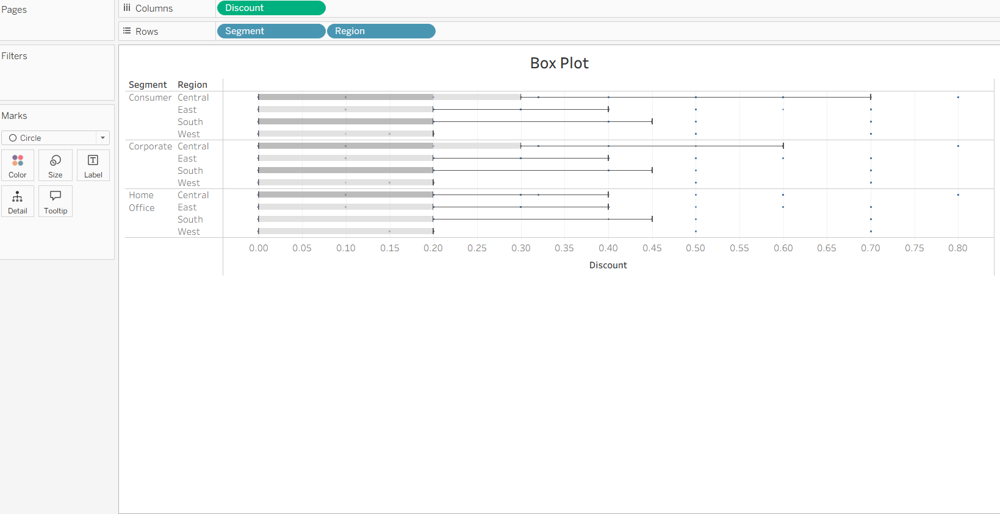 Pages
Columns Discount
Rows Segment Region
Filters
Marks
Circle
Color Size Label
Detail Tooltip
Box Plot
Segment Region
Consumer Central
East
South
West
Corporate Central
East
South
West
Home Central
Office East
South
West
0.00 0.05 0.10 0.15 0.20 0.25 0.30 0.35 0.40 0.45 0.50 0.55 0.60 0.65 0.70 0.75 0.80
Discount